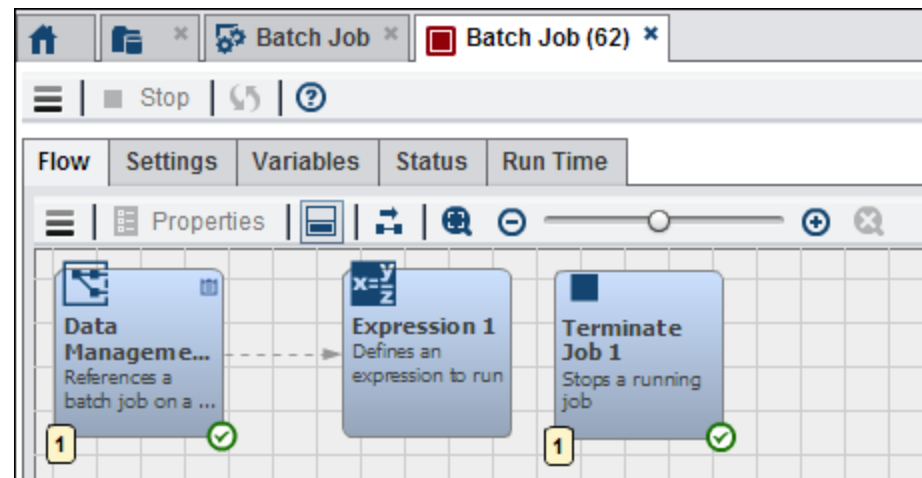 Batch Job
Batch Job (62)
Stop
Flow Settings Variables Status Run Time
Properties
Data
Manageme...
References a
batch job on a ...
1
x=y/z
Expression 1
Defines an
expression to run
Terminate
Job 1
Stops a running
job
1